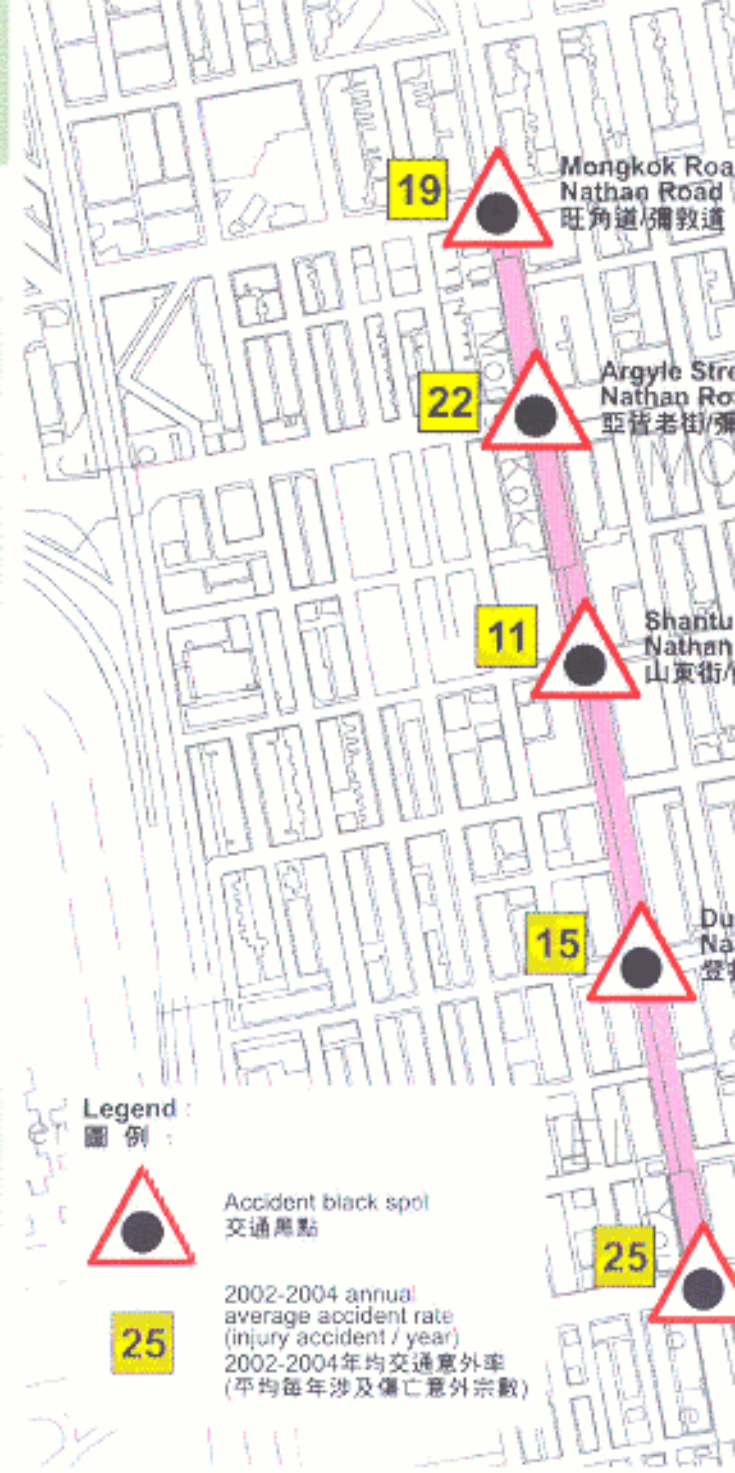 19
Mongkok Roa
Nathan Road
旺角道/彌敦道
22
Argyle Stre
Nathan Ro
亞皆老街/彌
KOK
MO
11
Shantu
Nathan
山東街/
15
Du
Na
登
25
Legend :
圖 例 :
Accident black spot
交通黑點
25
2002-2004 annual
average accident rate
(injury accident / year)
2002-2004年均交通意外率
(平均每年涉及傷亡意外宗數)